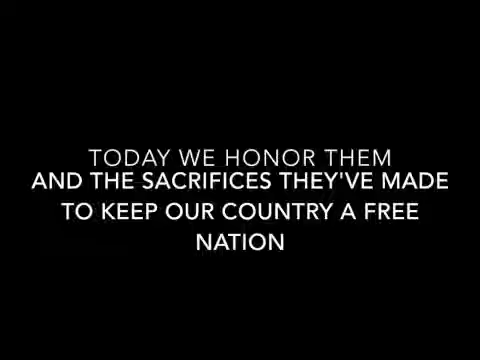 TODAY WE HONOR THEM
AND THE SACRIFICES THEY'VE MADE
TO KEEP OUR COUNTRY A FREE
NATION